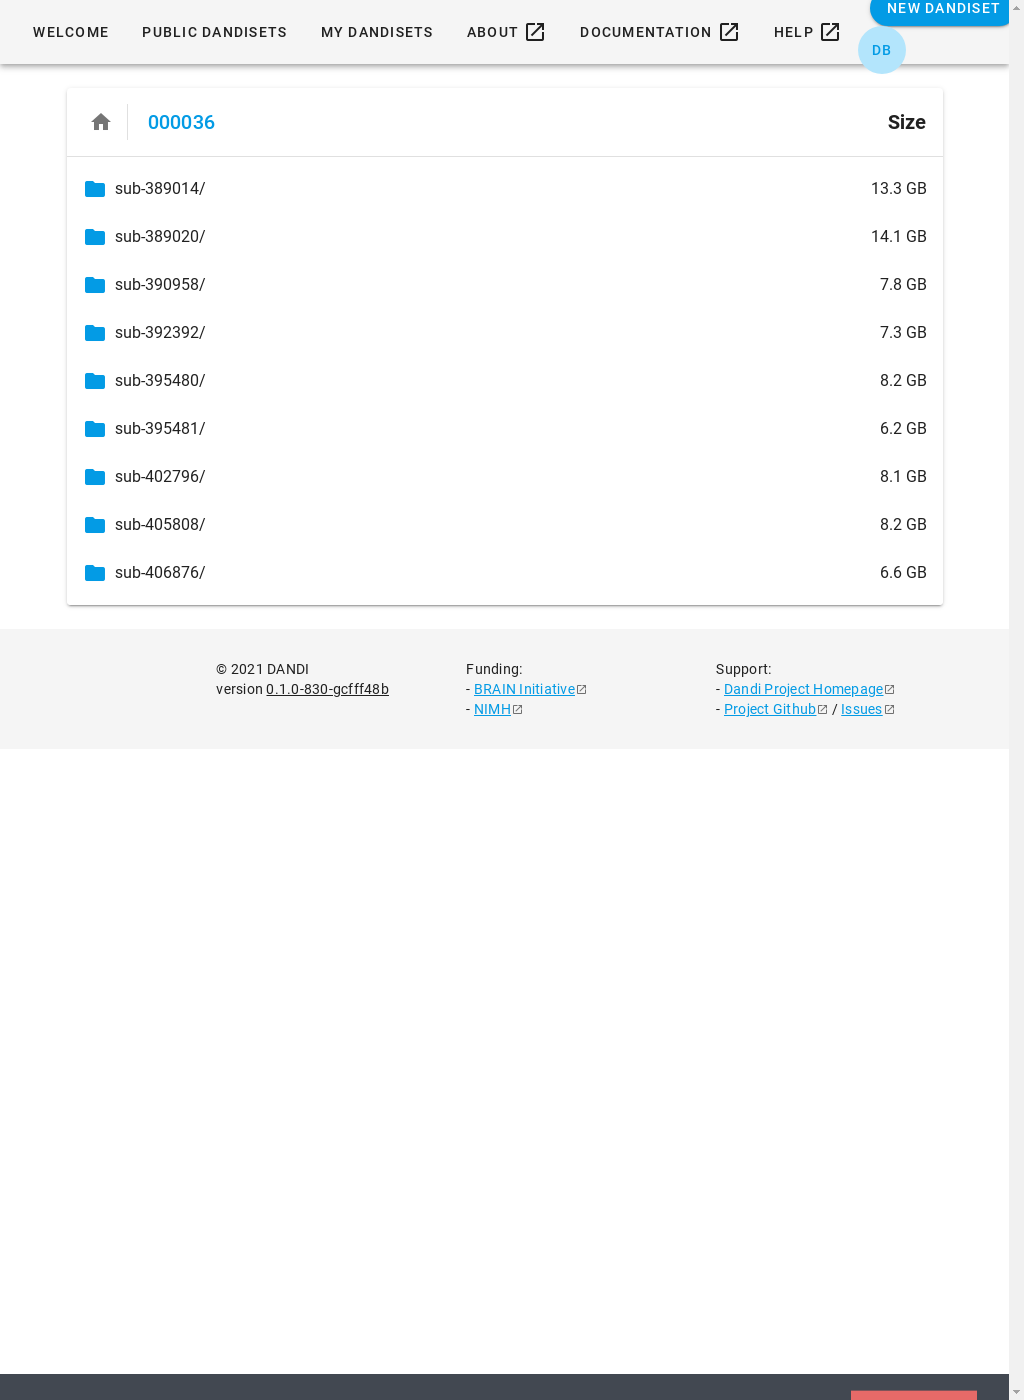 NEW DANDISET
WELCOME PUBLIC DANDISETS MY DANDISETS ABOUT DOCUMENTATION HELP
DB
000036 Size
sub-389014/ 13.3 GB
sub-389020/ 14.1 GB
sub-390958/ 7.8 GB
sub-392392/ 7.3 GB
sub-395480/ 8.2 GB
sub-395481/ 6.2 GB
sub-402796/ 8.1 GB
sub-405808/ 8.2 GB
sub-406876/ 6.6 GB
© 2021 DANDI
version 0.1.0-830-gcfff48b
Funding:
- BRAIN Initiative
- NIMH
Support:
- Dandi Project Homepage
- Project Github / Issues